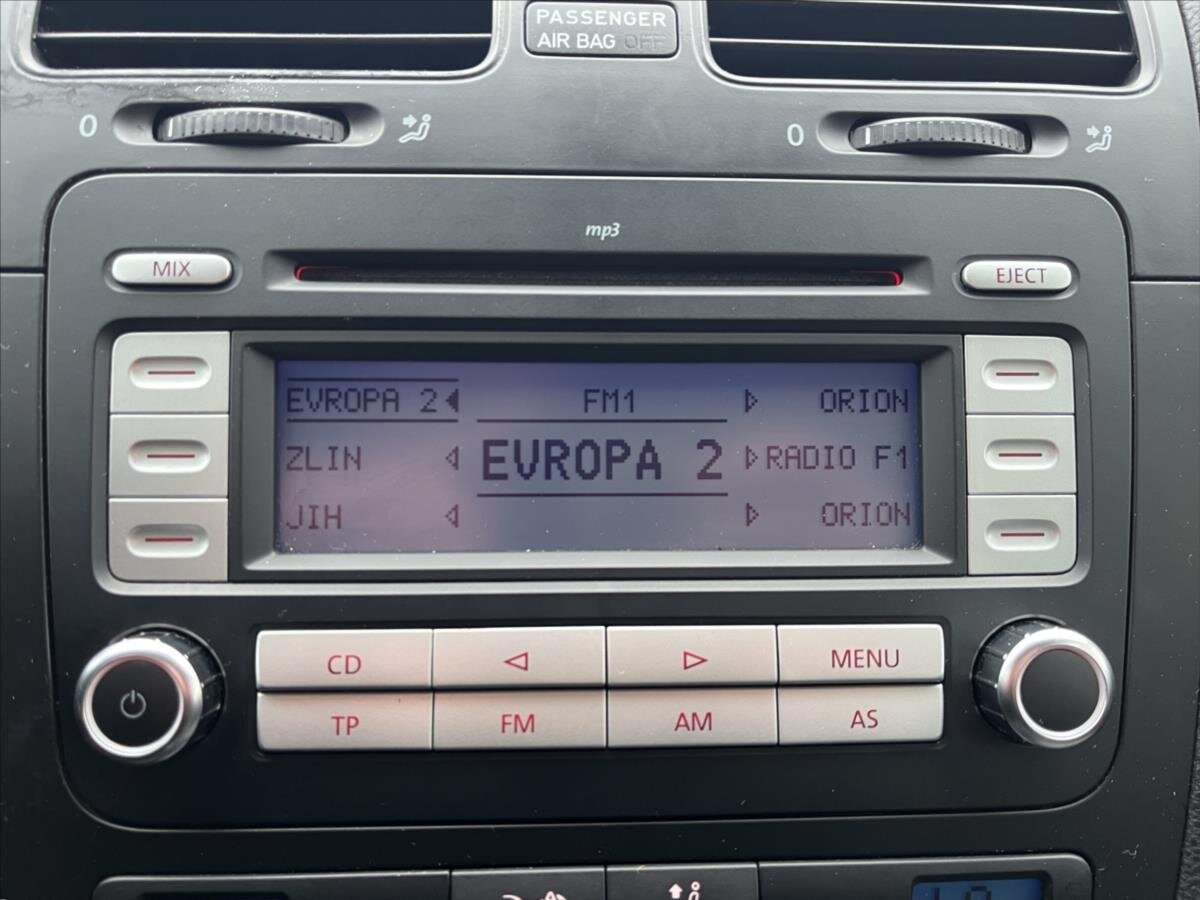 PASSENGER
AIR BAG OFF
0
0
mp3
MIX
EJECT
EVROPA 2
FM1
ORION
ZLIN
EVROPA 2
RADIO F1
JIH
ORION
CD
MENU
TP
FM
AM
AS